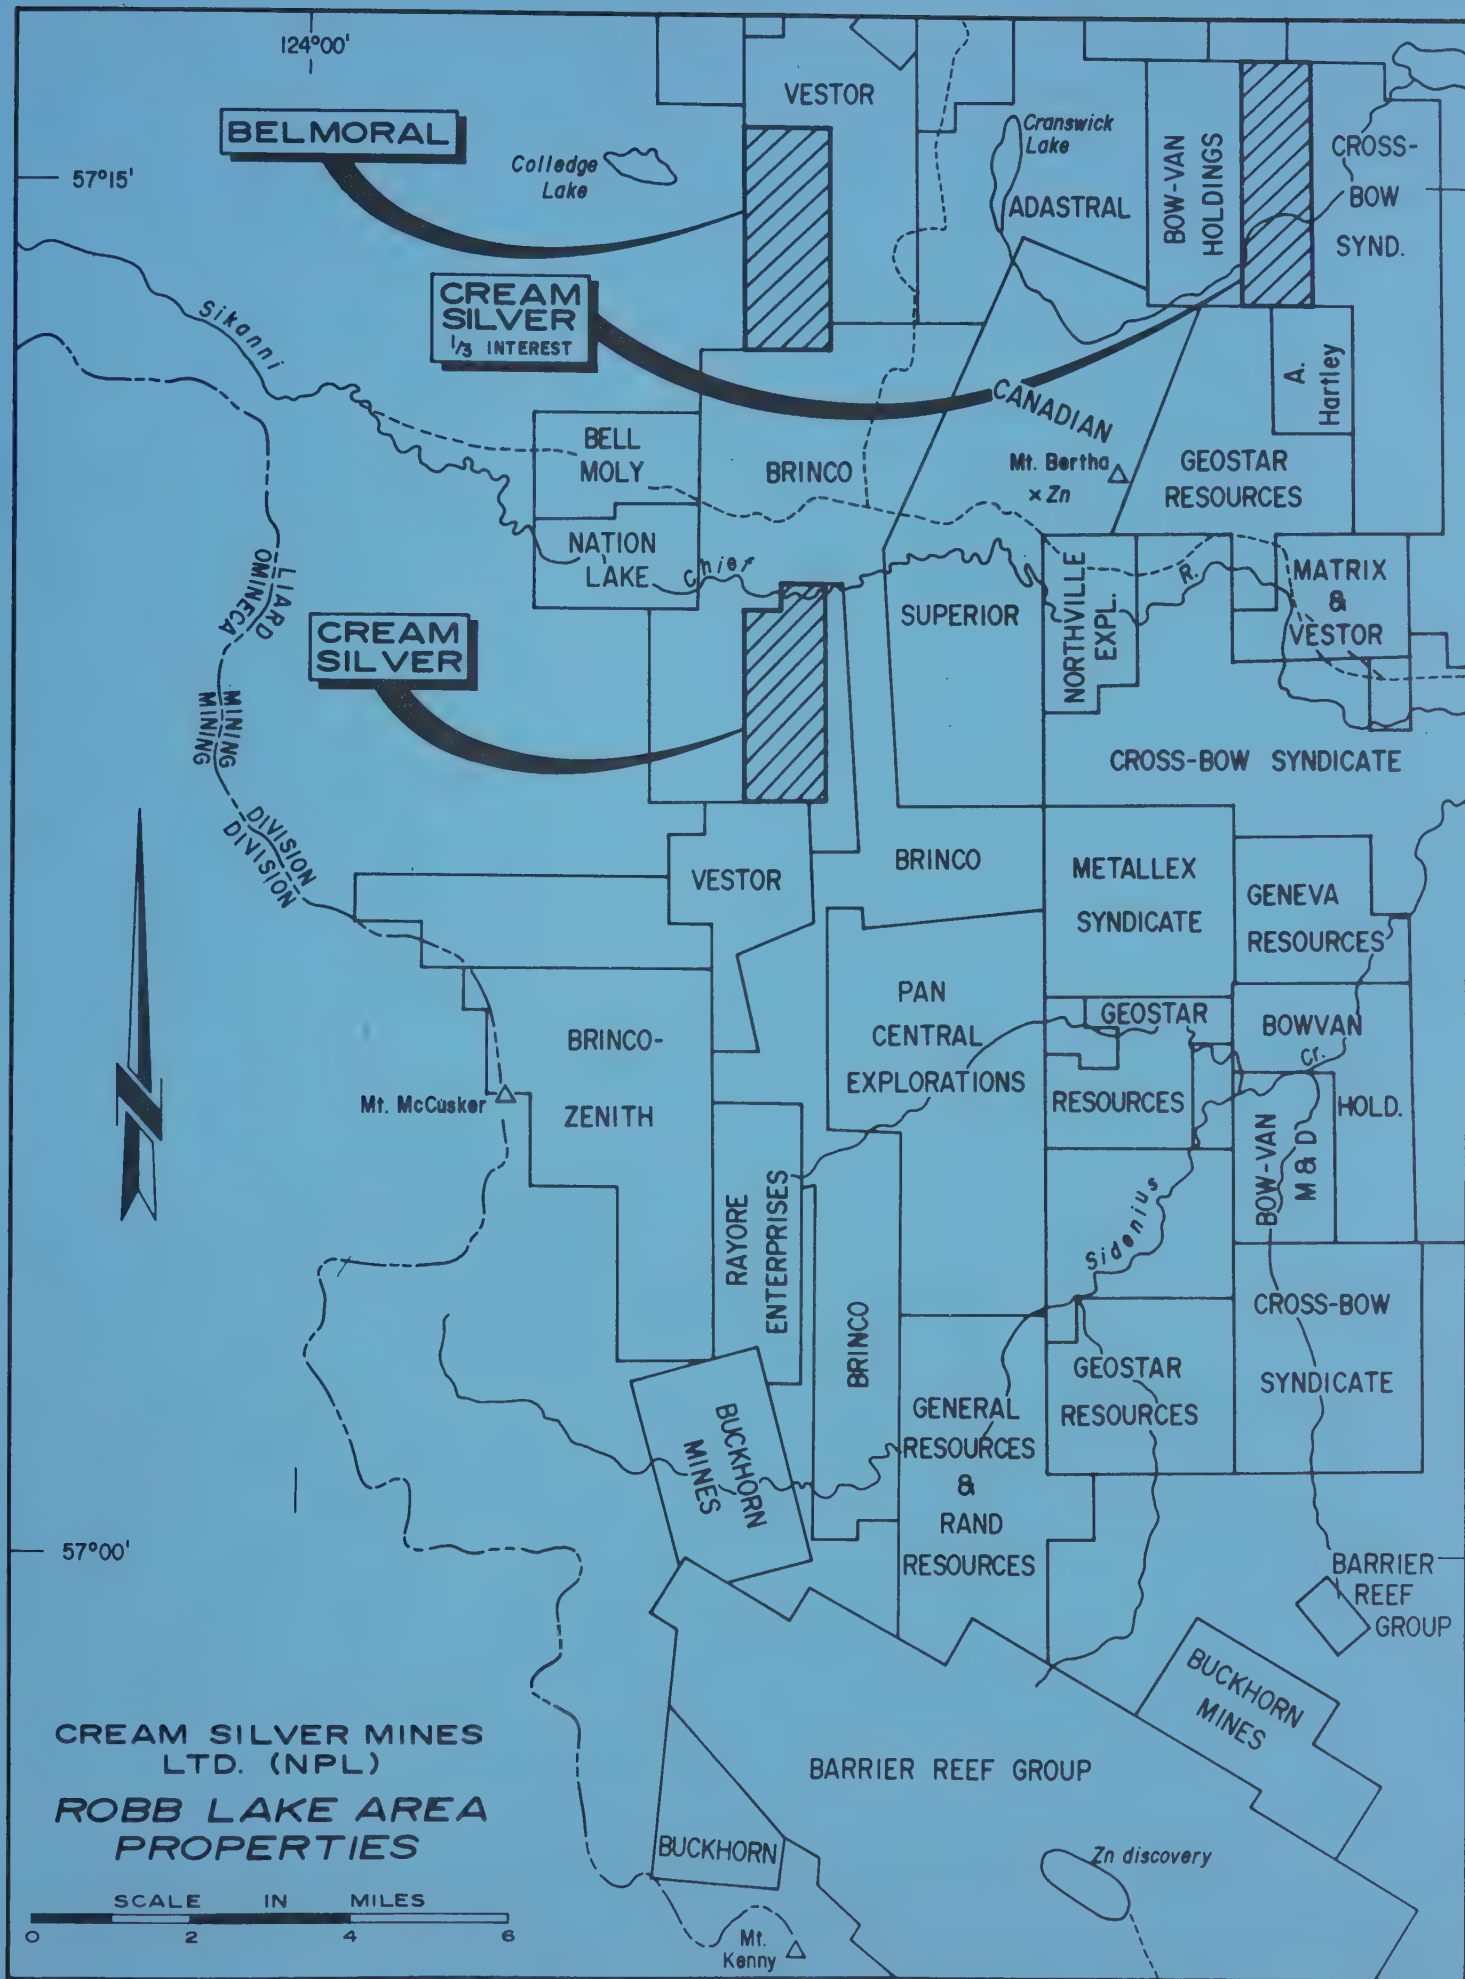 124°00'
VESTOR
BELMORAL
Colledge
Lake
Cranswick
Lake
57°15'
ADASTRAL
BOW-VAN
HOLDINGS
CROSS-
BOW
SYND.
CREAM
SILVER
1/3 INTEREST
Sikanni
CANADIAN
A.
Hartley
BELL
MOLY
BRINCO
Mt. Bertha
× Zn
GEOSTAR
RESOURCES
NATION
LAKE
Chief
R.
LIARD
OMINECA
MATRIX
&
VESTOR
SUPERIOR
NORTHVILLE
EXPL.
CREAM
SILVER
MINING
MINING
CROSS-BOW SYNDICATE
DIVISION
DIVISION
VESTOR
BRINCO
METALLEX
SYNDICATE
GENEVA
RESOURCES
PAN
CENTRAL
EXPLORATIONS
GEOSTAR
RESOURCES
BOWVAN
HOLD.
Cr.
BRINCO-
ZENITH
Mt. McCusker
BOW-VAN
M & D
RAYORE
ENTERPRISES
Sidenius
BRINCO
CROSS-BOW
SYNDICATE
GEOSTAR
RESOURCES
GENERAL
RESOURCES
&
RAND
RESOURCES
BUCKHORN
MINES
57°00'
BARRIER
REEF
GROUP
BUCKHORN
MINES
BARRIER REEF GROUP
BUCKHORN
Zn discovery
Mt.
Kenny
N
CREAM SILVER MINES
LTD. (NPL)
ROBB LAKE AREA
PROPERTIES
SCALE IN MILES
0 2 4 6